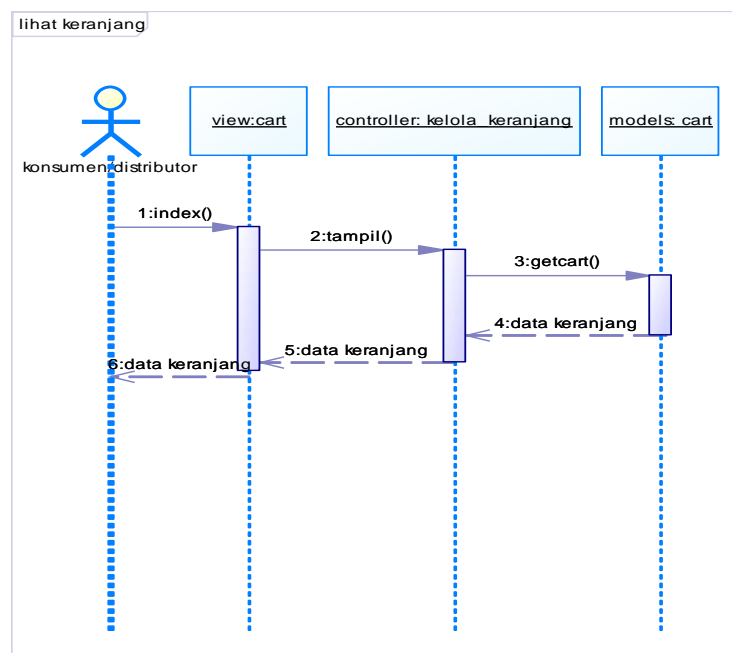 lihat keranjang
view:cart
controller: kelola_keranjang
models: cart
konsumen/distributor
1:index()
2:tampil()
3:getcart()
4:data keranjang
5:data keranjang
6:data keranjang